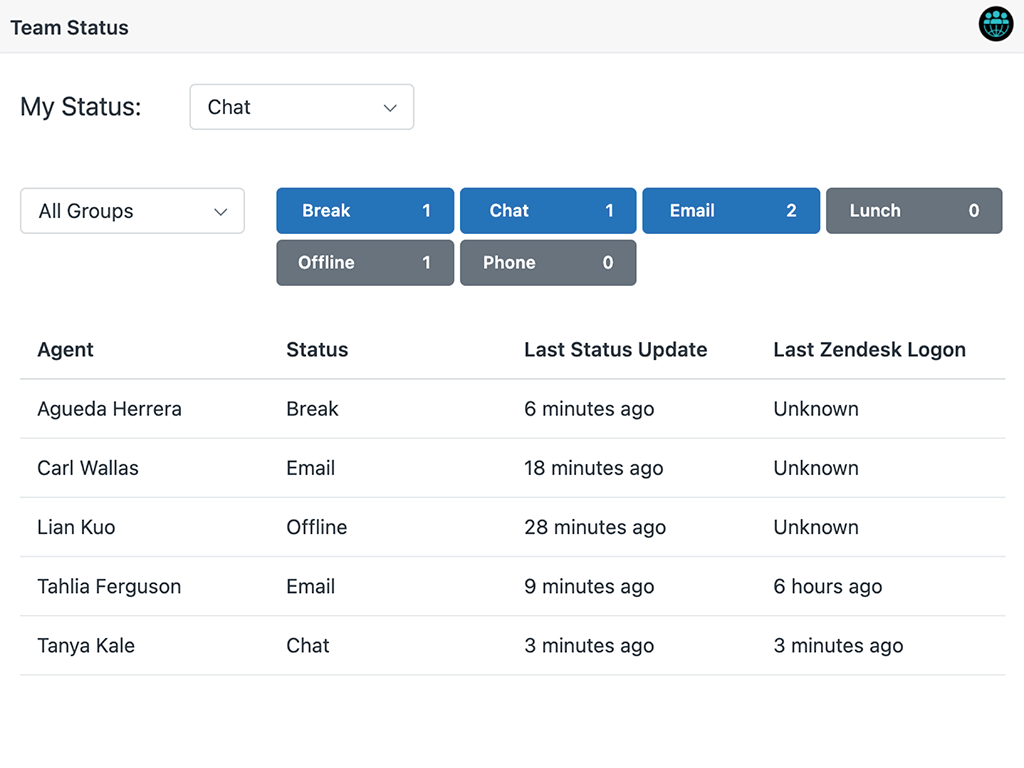 Team Status
My Status: Chat
All Groups Break 1 Chat 1 Email 2 Lunch 0
Offline 1 Phone 0
Agent Status Last Status Update Last Zendesk Logon
Agueda Herrera Break 6 minutes ago Unknown
Carl Wallas Email 18 minutes ago Unknown
Lian Kuo Offline 28 minutes ago Unknown
Tahlia Ferguson Email 9 minutes ago 6 hours ago
Tanya Kale Chat 3 minutes ago 3 minutes ago